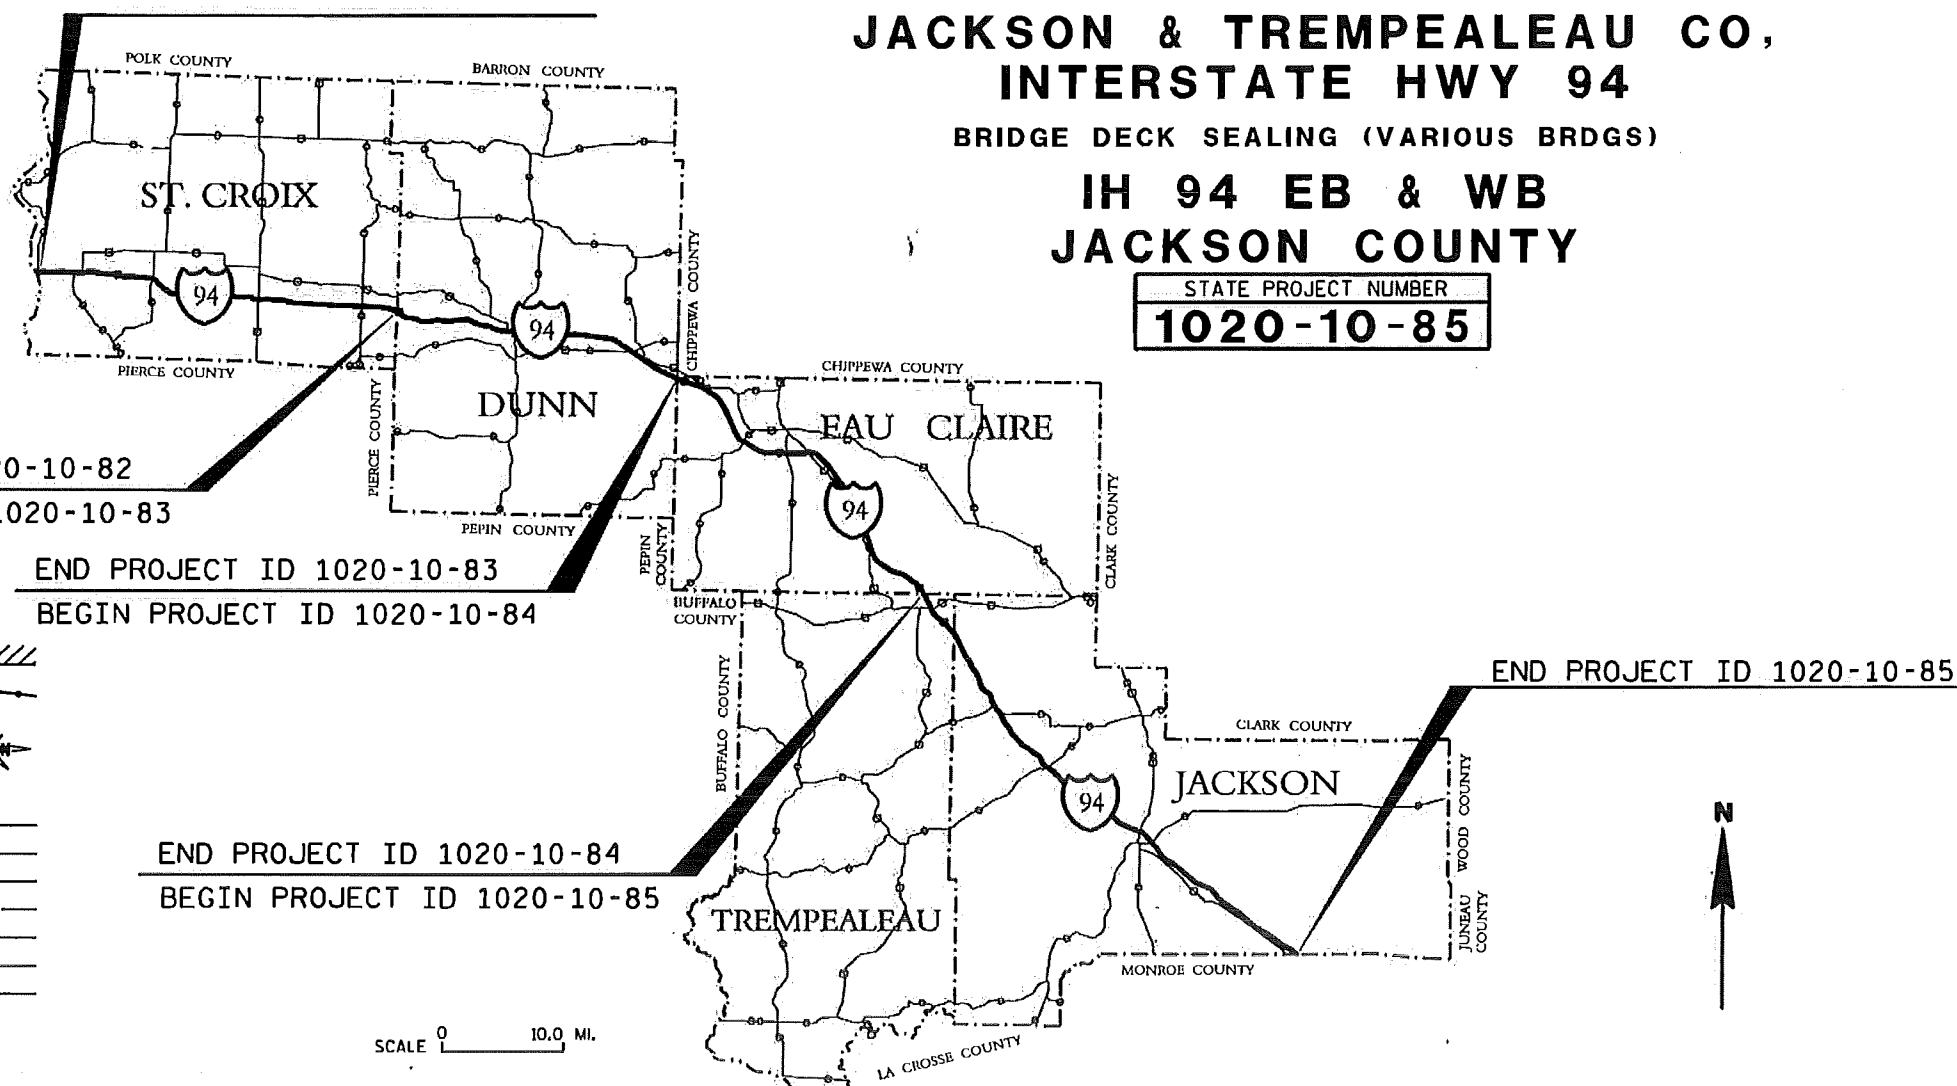 JACKSON & TREMPEALEAU CO,
INTERSTATE HWY 94
BRIDGE DECK SEALING (VARIOUS BRDGS)
IH 94 EB & WB
JACKSON COUNTY
STATE PROJECT NUMBER
1020-10-85
POLK COUNTY
BARRON COUNTY
ST. CROIX
94
94
CHIPPEWA COUNTY
PIERCE COUNTY
DUNN
PIERCE COUNTY
CHIPPEWA COUNTY
EAU CLAIRE
0-10-82
1020-10-83
94
CLARK COUNTY
PEPIN COUNTY
PEPIN
COUNTY
END PROJECT ID 1020-10-83
BEGIN PROJECT ID 1020-10-84
BUFFALO
COUNTY
BUFFALO COUNTY
END PROJECT ID 1020-10-85
CLARK COUNTY
JACKSON
94
WOOD COUNTY
N
END PROJECT ID 1020-10-84
BEGIN PROJECT ID 1020-10-85
TREMPEALEAU
JUNEAU
COUNTY
MONROE COUNTY
SCALE 0 10.0 MI.
LA CROSSE COUNTY